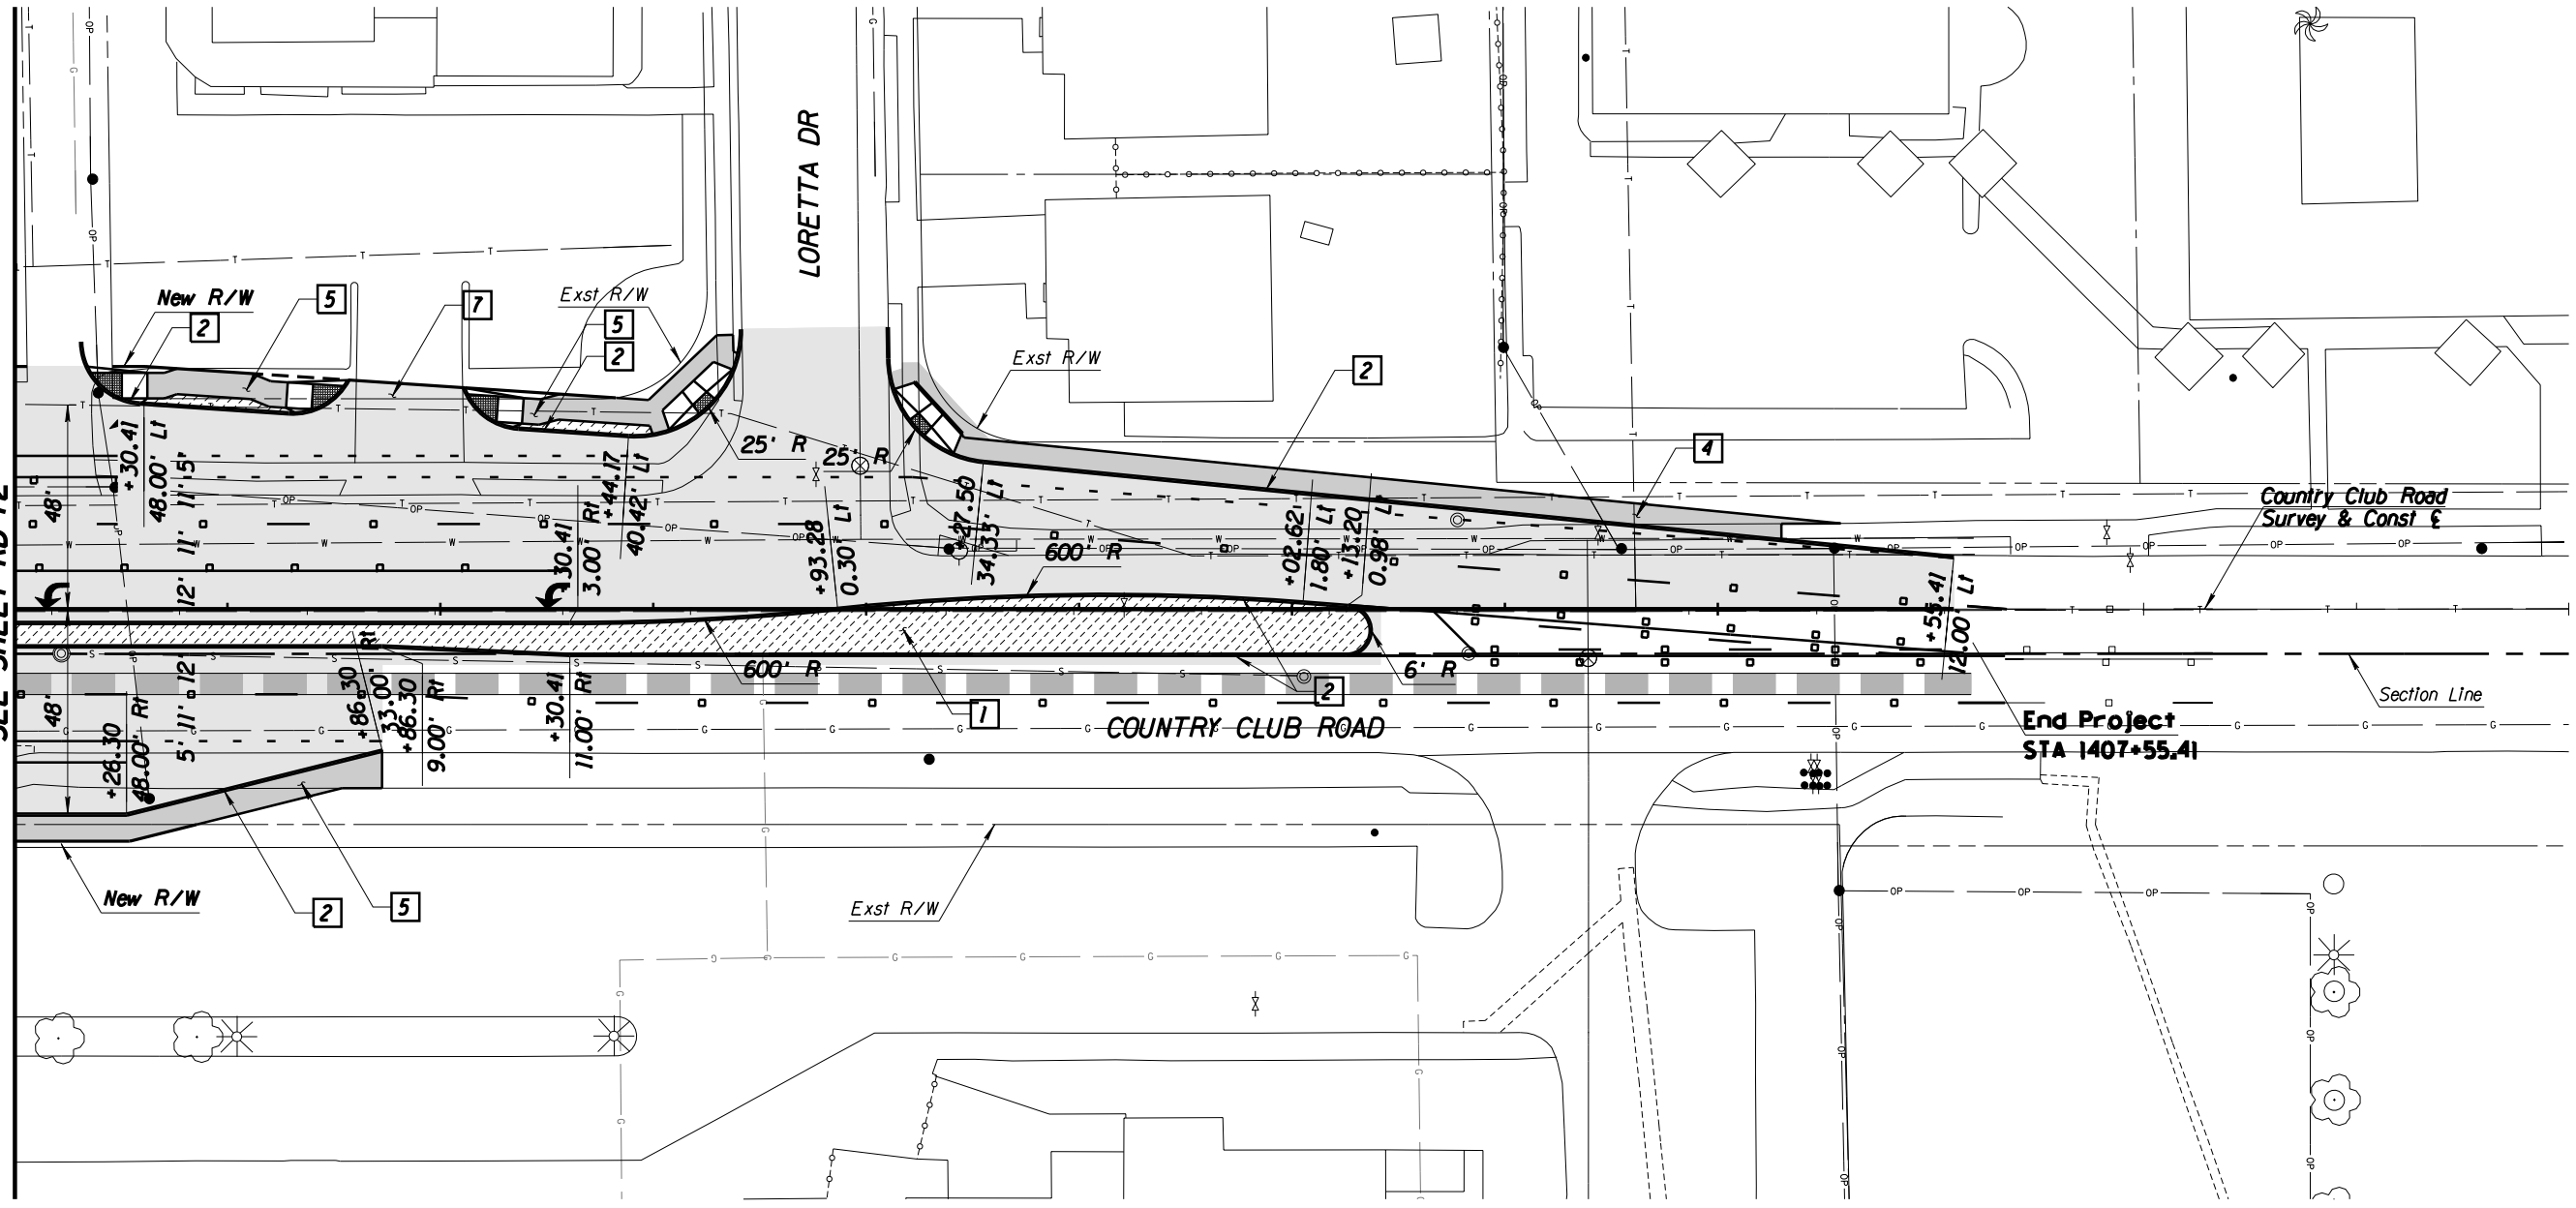 LORETTA DR
New R/W
5
2
7
Exst R/W
5
2
Exst R/W
2
4
25' R
25' R
48'
+30.41
48.00' Lt
5'
11'
11'
12'
+44.17
40.42' Lt
+30.41
3.00' Rt
+93.28
0.30' Lt
+27.50
34.33' Lt
600' R
+02.62
1.80' Lt
+13.20
0.98' Lt
+55.41
12.00' Lt
Country Club Road
Survey & Const ℄
Section Line
48'
12'
11'
5'
+26.30
48.00' Rt
+86.30
33.00' Rt
+86.30
9.00' Rt
+30.41
11.00' Rt
600' R
1
2
6' R
COUNTRY CLUB ROAD
End Project
STA 1407+55.41
New R/W
2
5
Exst R/W